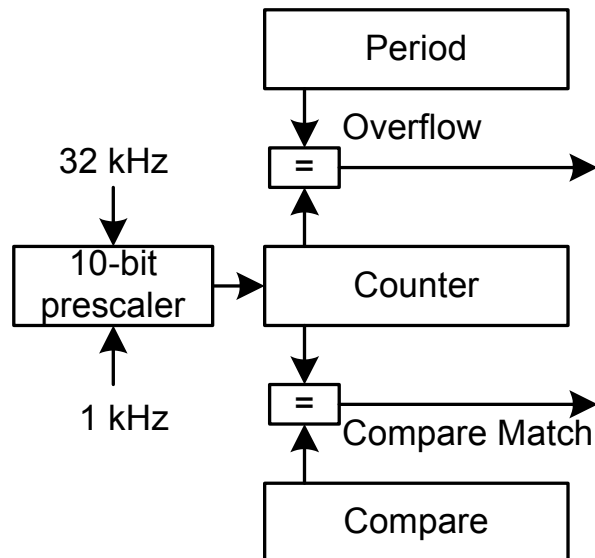 Period
Overflow
=
32 kHz
10-bit
prescaler
Counter
=
1 kHz
Compare Match
Compare